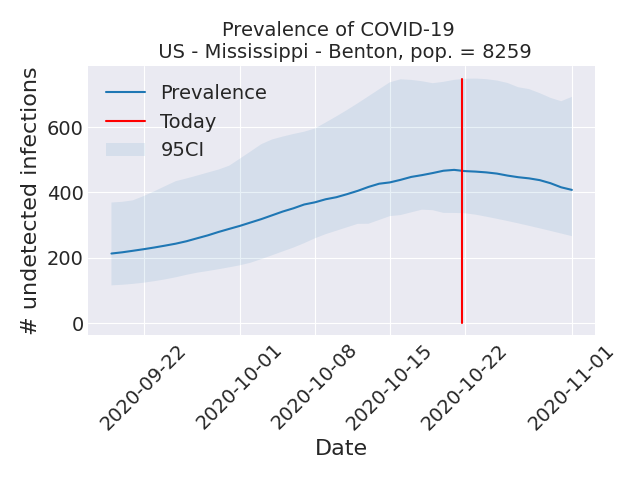 Prevalence of COVID-19
US - Mississippi - Benton, pop. = 8259
# undetected infections
600
400
200
0
Prevalence
Today
95CI
2020-09-22
2020-10-01
2020-10-08
2020-10-15
2020-10-22
2020-11-01
Date